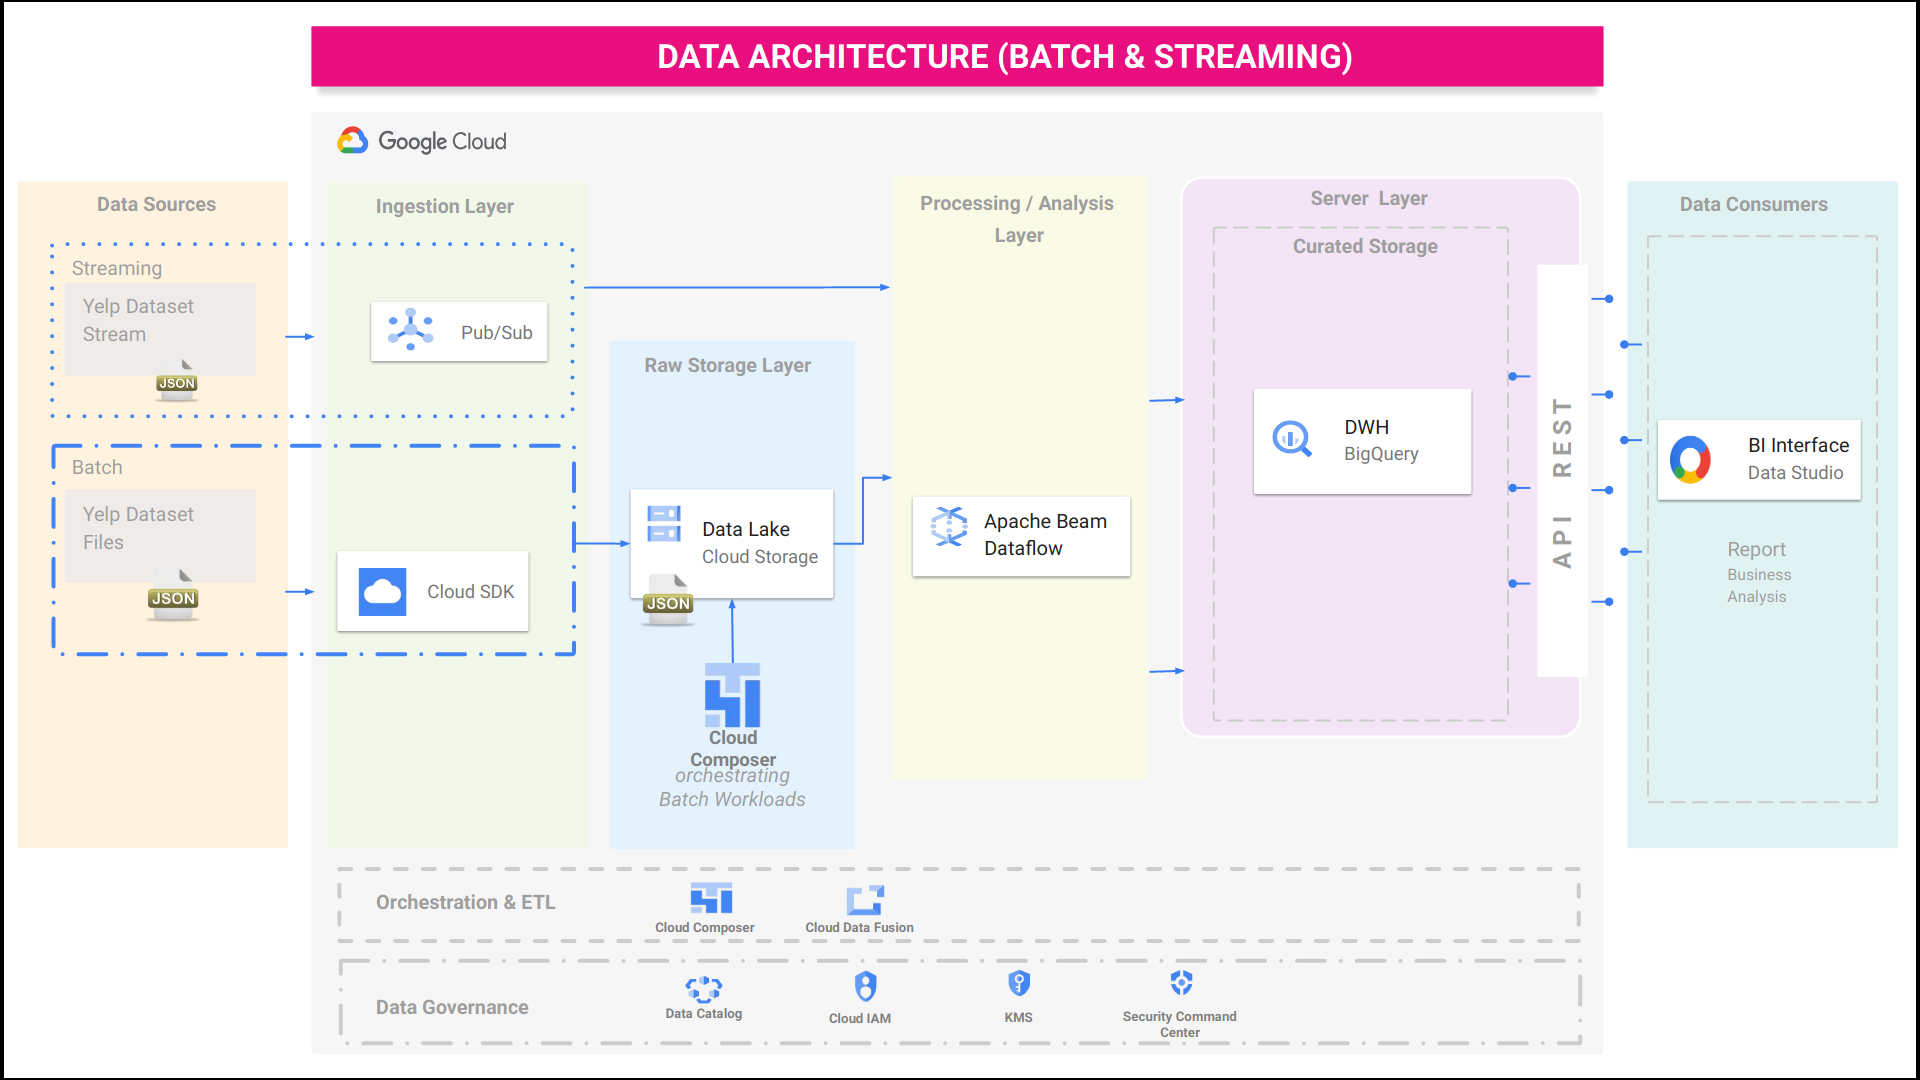 DATA ARCHITECTURE (BATCH & STREAMING)
Google Cloud
Data Sources
Streaming
Yelp Dataset
Stream
JSON
Batch
Yelp Dataset
Files
JSON
Ingestion Layer
Pub/Sub
Cloud SDK
Raw Storage Layer
Data Lake
Cloud Storage
JSON
Cloud
Composer
orchestrating
Batch Workloads
Processing / Analysis
Layer
Apache Beam
Dataflow
Server Layer
Curated Storage
DWH
BigQuery
API REST
Data Consumers
BI Interface
Data Studio
Report
Business
Analysis
Orchestration & ETL
Cloud Composer
Cloud Data Fusion
Data Governance
Data Catalog
Cloud IAM
KMS
Security Command
Center